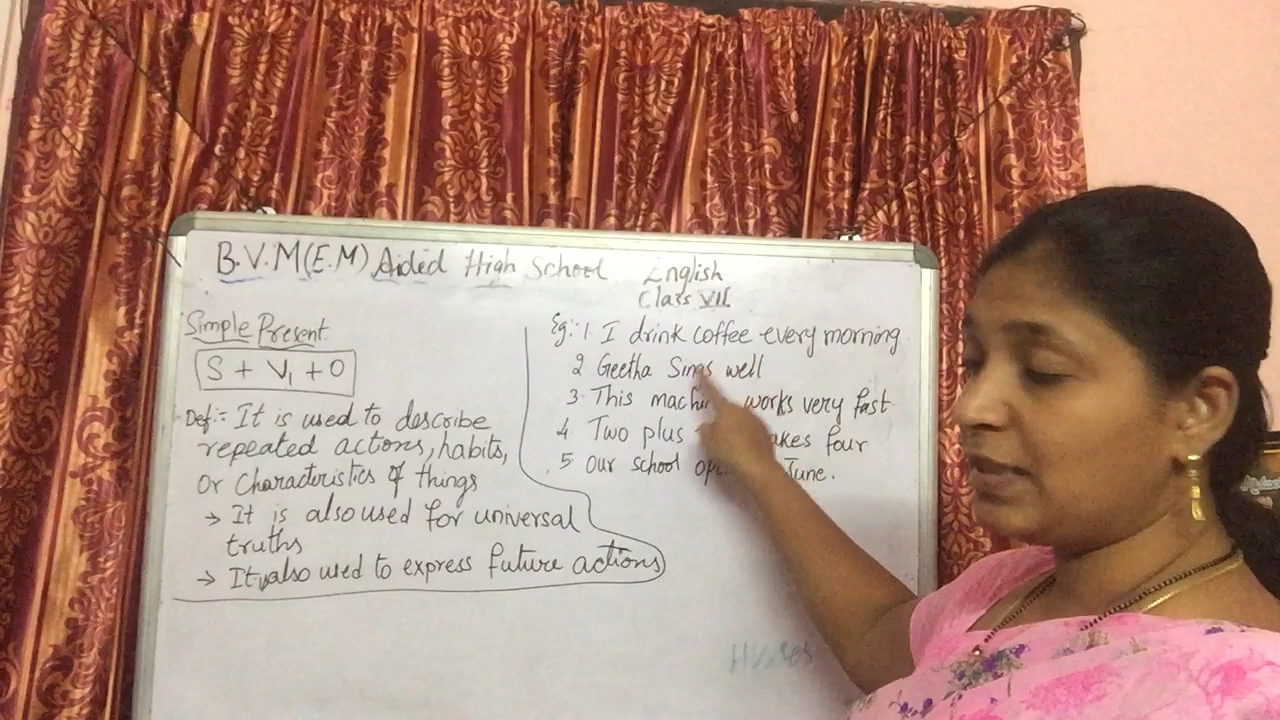 B.V.M(E.M) Aided High School English
Class VII
Simple Present
S + V1 + O
Def:- It is used to describe
repeated actions, habits,
Or Characteristics of things
→ It is also used for universal
truths
→ It also used to express future actions
Eg:- 1 I drink coffee every morning
2 Geetha Sings well
3 This works very fast
4 Two plus four
5 Our school June.